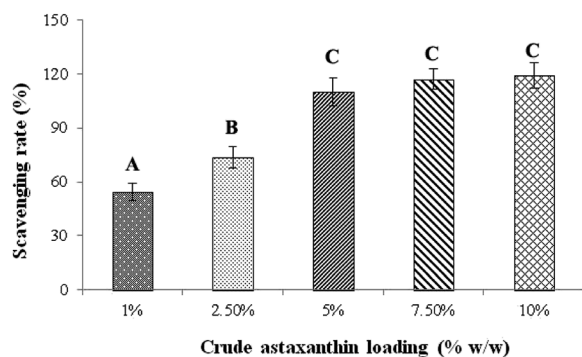 150
120
90
60
30
0
Scavenging rate (%)
A
B
C
C
C
1%
2.50%
5%
7.50%
10%
Crude astaxanthin loading (% w/w)